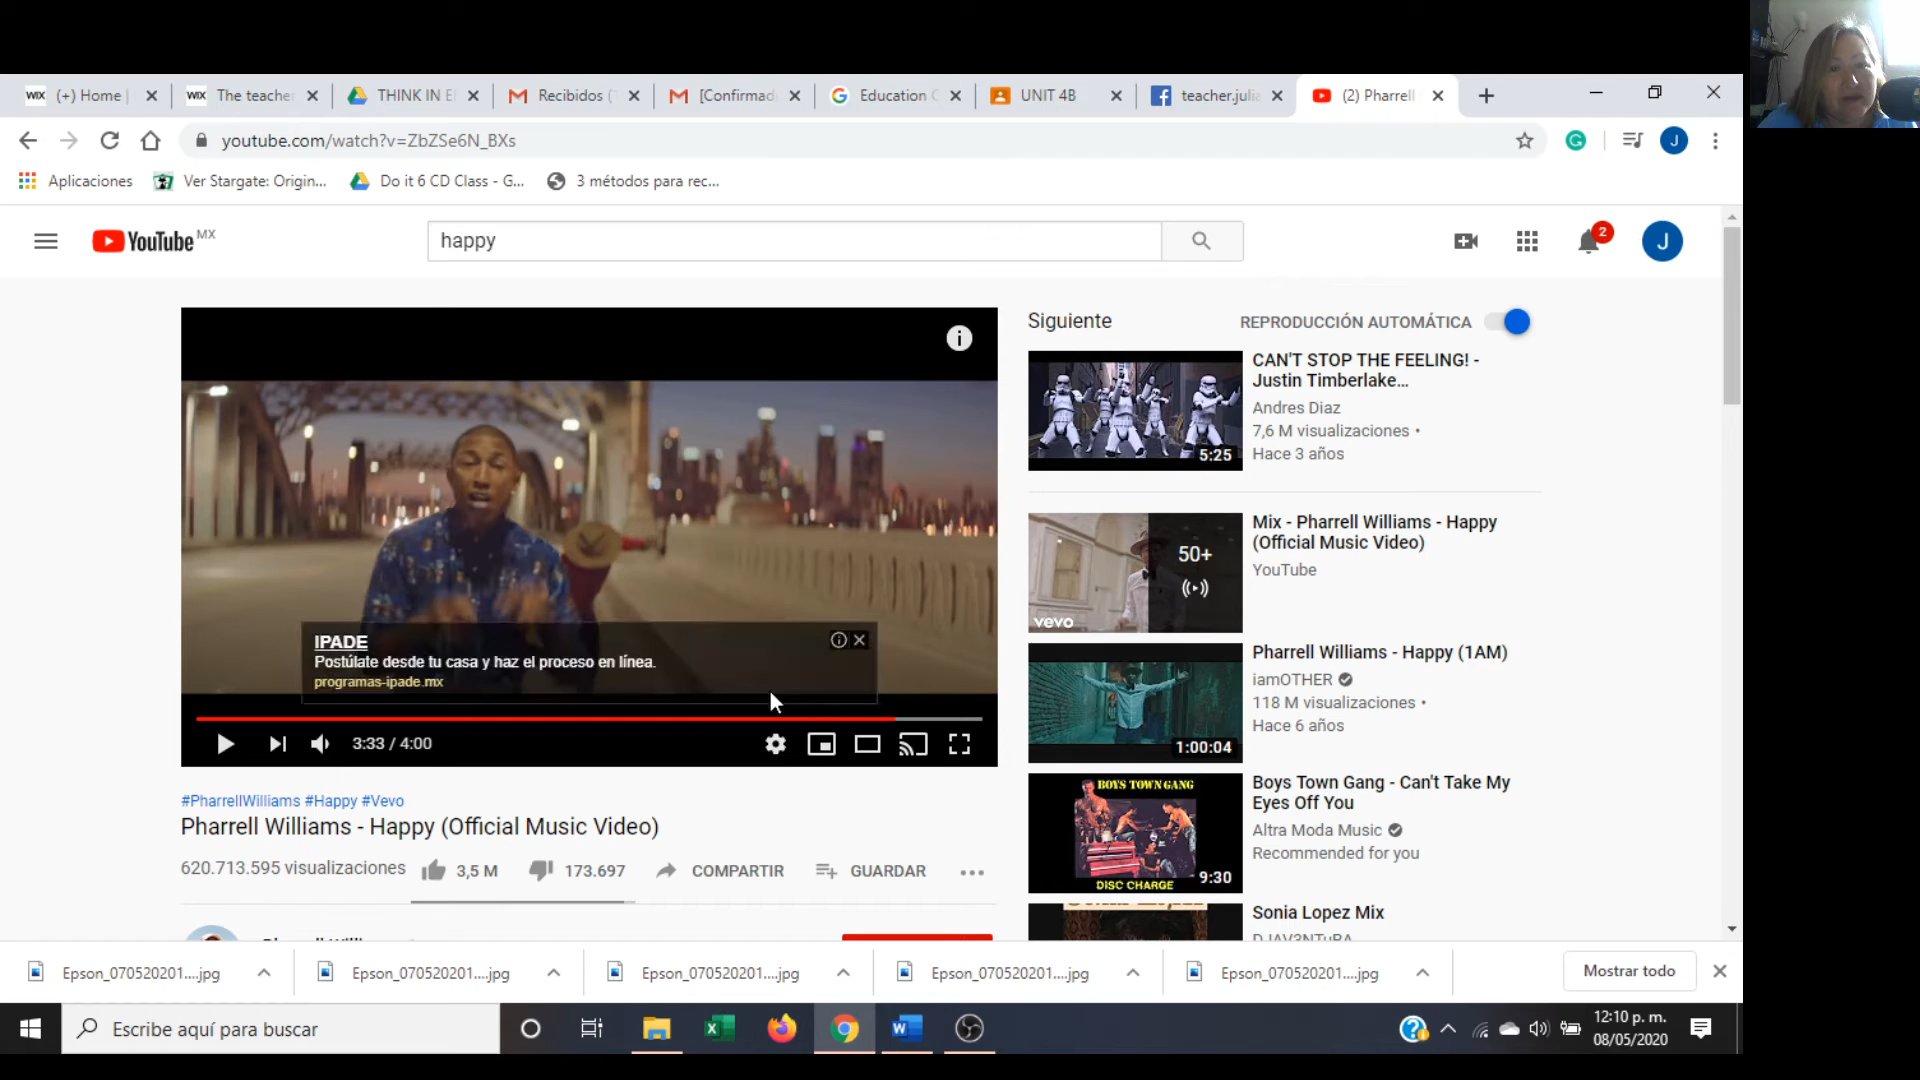 WIX (+) Home |
WIX The teache
THINK IN E
Recibidos (
[Confirmad
Education
UNIT 4B
teacher.julia
(2) Pharrell
youtube.com/watch?v=ZbZSe6N_BXs
Aplicaciones
Ver Stargate: Origin...
Do it 6 CD Class - G...
3 métodos para rec...
YouTube MX
happy
2
J
J
Siguiente
REPRODUCCIÓN AUTOMÁTICA
IPADE
Postúlate desde tu casa y haz el proceso en línea.
programas-ipade.mx
3:33 / 4:00
#PharrellWilliams #Happy #Vevo
Pharrell Williams - Happy (Official Music Video)
620.713.595 visualizaciones
3,5 M
173.697
COMPARTIR
GUARDAR
CAN'T STOP THE FEELING! -
Justin Timberlake...
Andres Diaz
7,6 M visualizaciones •
Hace 3 años
5:25
Mix - Pharrell Williams - Happy
(Official Music Video)
YouTube
50+
vevo
Pharrell Williams - Happy (1AM)
iamOTHER
118 M visualizaciones •
Hace 6 años
1:00:04
Boys Town Gang - Can't Take My
Eyes Off You
Altra Moda Music
Recommended for you
BOYS TOWN GANG
DISC CHARGE
9:30
Sonia Lopez Mix
Epson_070520201....jpg
Epson_070520201....jpg
Epson_070520201....jpg
Epson_070520201....jpg
Epson_070520201....jpg
Mostrar todo
Escribe aquí para buscar
12:10 p. m.
08/05/2020